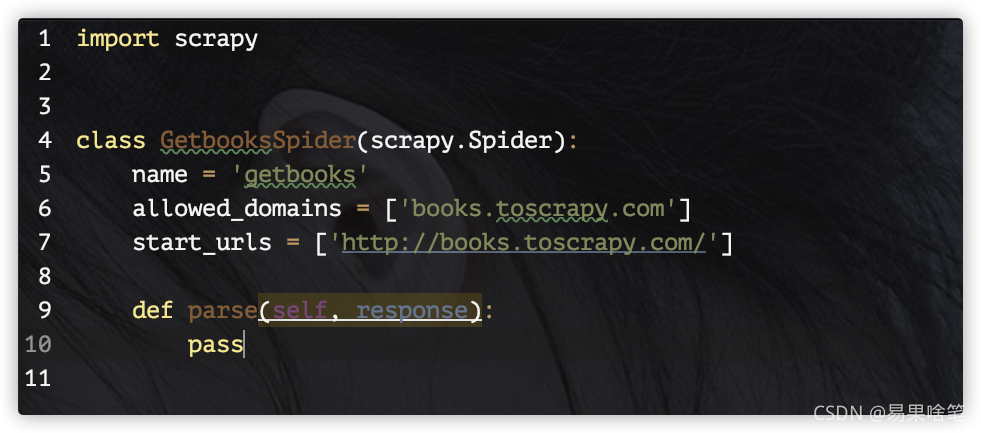 1 import scrapy
2
3
4 class GetbooksSpider(scrapy.Spider):
5     name = 'getbooks'
6     allowed_domains = ['books.toscrapy.com']
7     start_urls = ['http://books.toscrapy.com/']
8
9     def parse(self, response):
10         pass
11
CSDN @易果啥笔